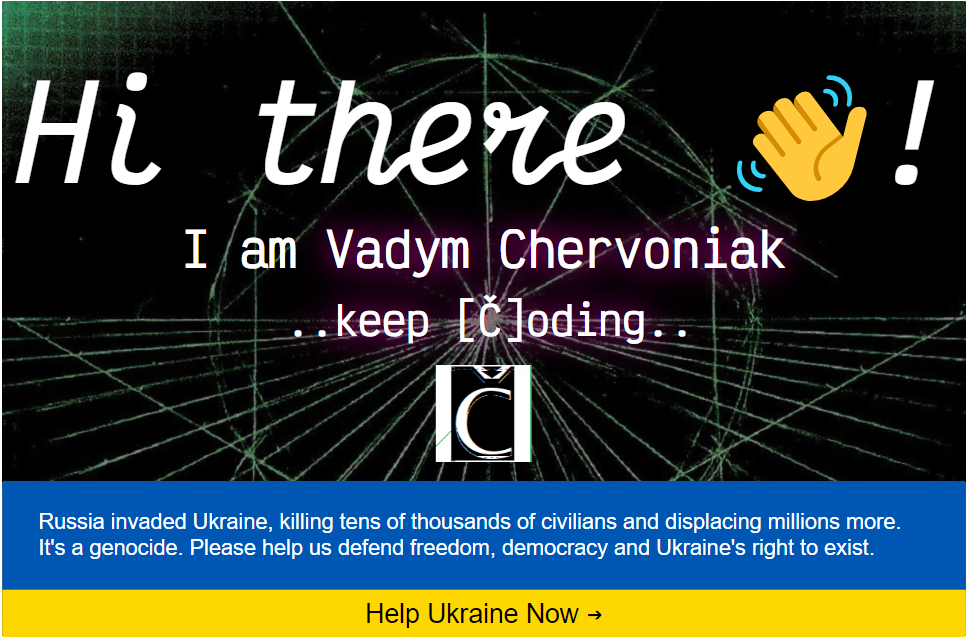 Hi there 👋!
I am Vadym Chervoniak
..keep [Č]oding..
Č
Russia invaded Ukraine, killing tens of thousands of civilians and displacing millions more.
It's a genocide. Please help us defend freedom, democracy and Ukraine's right to exist.
Help Ukraine Now →